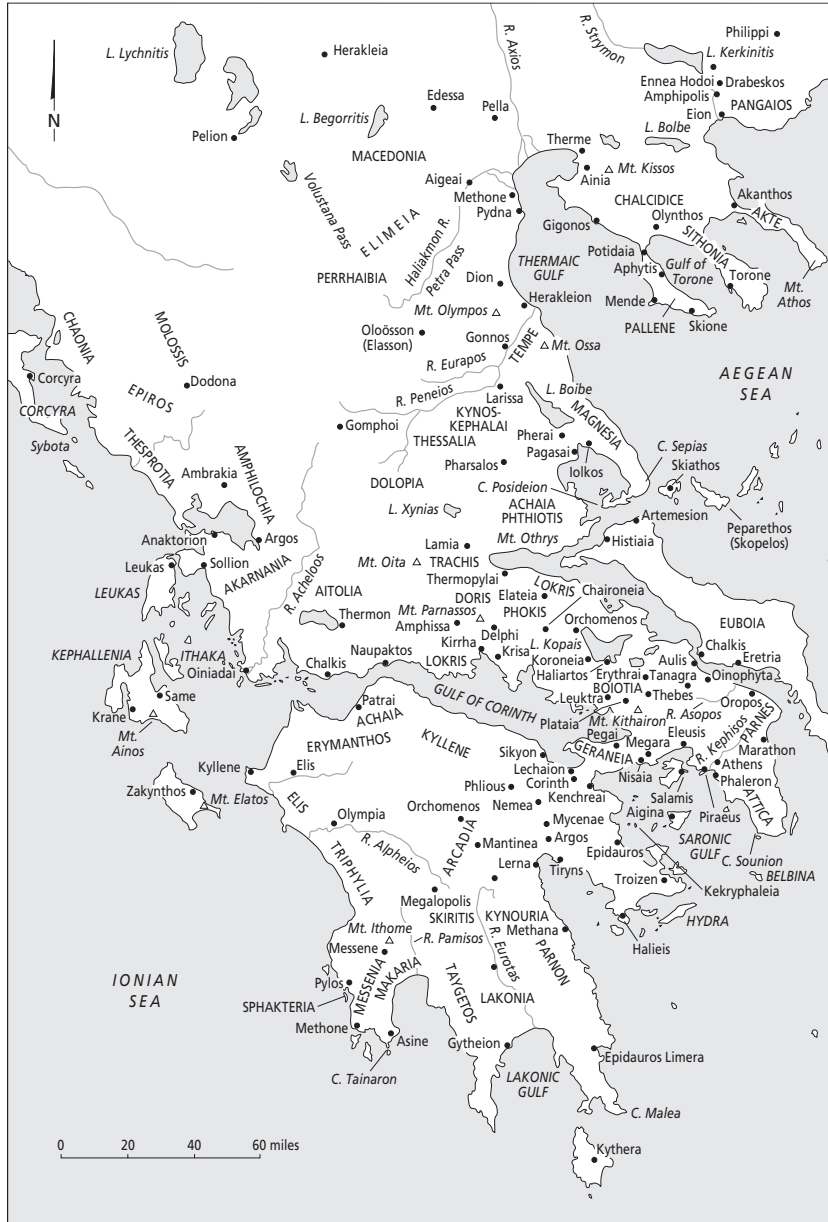 Philippi
L. Lychnitis
Herakleia
R. Axios
R. Strymon
L. Kerkinitis
Ennea Hodoi
Drabeskos
Amphipolis
PANGAIOS
Eion
Edessa
Pella
L. Begorritis
N
Pelion
L. Bolbe
Therme
MACEDONIA
Mt. Kissos
Ainia
Aigeai
Volustana Pass
ELIMEIA
Methone
Pydna
CHALCIDICE
Akanthos
Olynthos
AKTE
Gigonos
Haliakmon R.
SITHONIA
PERRHAIBIA
Petra Pass
THERMAIC
GULF
Potidaia
Aphytis
Gulf of
Torone
Torone
Dion
Mt.
Athos
Mt. Olympos
Herakleion
Mende
PALLENE
Skione
CHAONIA
MOLOSSIS
Oloösson
(Elasson)
Gonnos
TEMPE
Mt. Ossa
R. Eurapos
AEGEAN
SEA
Corcyra
CORCYRA
EPIROS
Dodona
R. Peneios
Larissa
L. Boibe
Sybota
THESPROTIA
Gomphoi
KYNOS-
KEPHALAI
THESSALIA
MAGNESIA
Pherai
Pagasai
Iolkos
C. Sepias
Skiathos
Ambrakia
AMPHILOCHIA
DOLOPIA
Pharsalos
C. Posideion
L. Xynias
ACHAIA
PHTHIOTIS
Peparethos
(Skopelos)
Anaktorion
Argos
Artemesion
Mt. Othrys
Histiaia
Leukas
Sollion
LEUKAS
AKARNANIA
R. Acheloos
Lamia
Mt. Oita
TRACHIS
Thermopylai
DORIS
LOKRIS
Chaironeia
AITOLIA
Thermon
Mt. Parnassos
Elateia
PHOKIS
Orchomenos
EUBOIA
Amphissa
Delphi
L. Kopais
KEPHALLENIA
ITHAKA
Oiniadai
Naupaktos
Kirrha
Krisa
Koroneia
Haliartos
Chalkis
Aulis
Eretria
Chalkis
LOKRIS
Erythrai
Tanagra
Oinophyta
Same
BOIOTIA
Krane
Mt.
Ainos
Patrai
ACHAIA
GULF OF CORINTH
Leuktra
Thebes
Oropos
Plataia
Mt. Kithairon
R. Asopos
PARNES
Pegai
Eleusis
R. Kephisos
Marathon
ERYMANTHOS
KYLLENE
Sikyon
GERANEIA
Megara
Athens
Kyllene
Elis
Lechaion
Corinth
Nisaia
Phaleron
Zakynthos
Mt. Elatos
ELIS
Phlious
Kenchreai
Salamis
Piraeus
ATTICA
Orchomenos
Nemea
Aigina
Olympia
ARCADIA
Mycenae
SARONIC
GULF
C. Sounion
R. Alpheios
Mantinea
Argos
Epidauros
BELBINA
TRIPHYLIA
Lerna
Tiryns
Kekryphaleia
Troizen
Megalopolis
SKIRITIS
KYNOURIA
Methana
HYDRA
Mt. Ithome
R. Pamisos
R. Eurotas
PARNON
Halieis
Messene
IONIAN
SEA
Pylos
MESSENIA
MAKARIA
TAYGETOS
SPHAKTERIA
LAKONIA
Methone
Asine
Gytheion
Epidauros Limera
C. Tainaron
LAKONIC
GULF
C. Malea
0 20 40 60 miles
Kythera